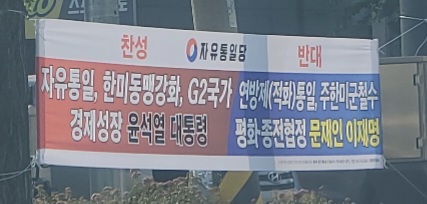 찬성 자유통일당 반대
자유통일, 한미동맹강화, G2국가 연방제(적화)통일, 주한미군철수
경제성장 윤석열 대통령 평화 종전협정 문재인 이재명